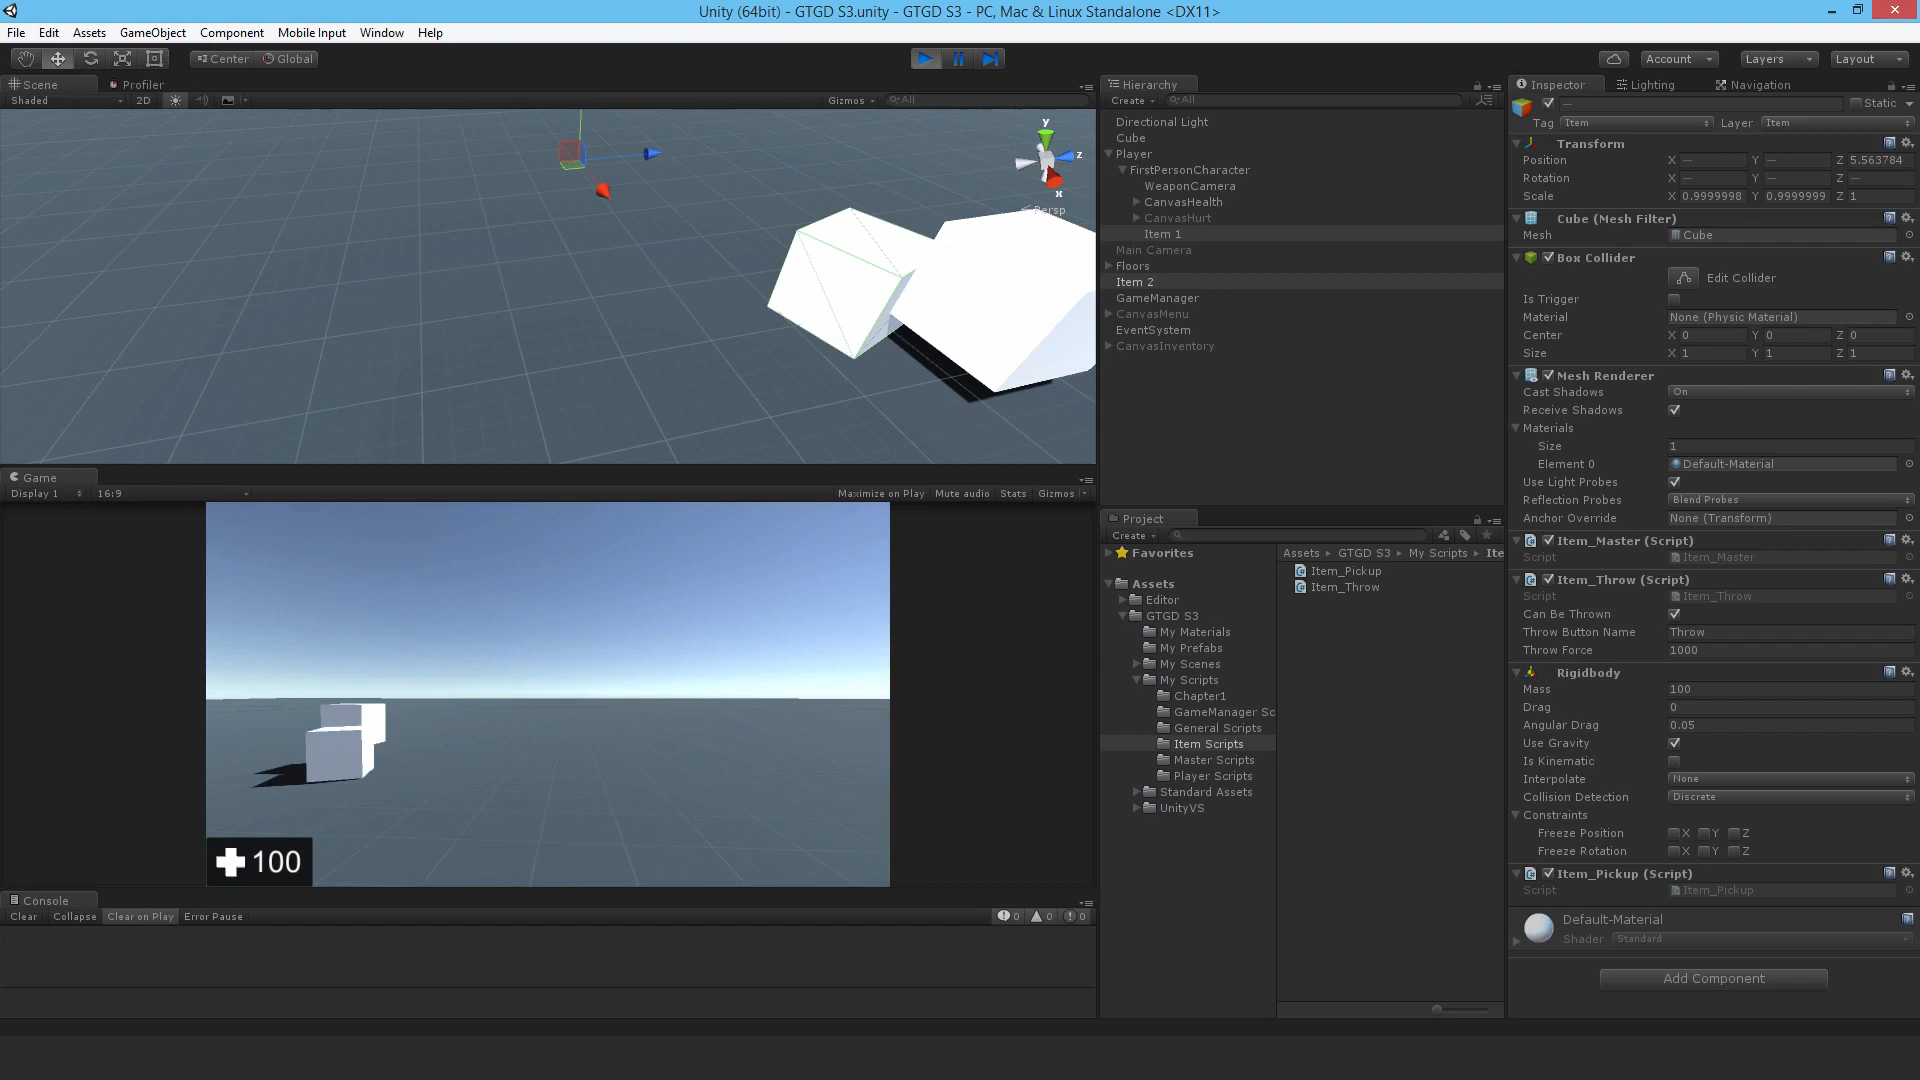 Unity (64bit) - GTGD S3.unity - GTGD S3 - PC, Mac & Linux Standalone <DX11>
File Edit Assets GameObject Component Mobile Input Window Help
Center Global Account Layers Layout
Scene Profiler
Shaded 2D Gizmos All
y
z
x
Persp
Game
Display 1 16:9 Maximize on Play Mute audio Stats Gizmos
100
Console
Clear Collapse Clear on Play Error Pause 0 0 0
Hierarchy
Create All
Directional Light
Cube
Player
FirstPersonCharacter
WeaponCamera
CanvasHealth
CanvasHurt
Item 1
Main Camera
Floors
Item 2
GameManager
CanvasMenu
EventSystem
CanvasInventory
Project
Create
Favorites
Assets
Editor
GTGD S3
My Materials
My Prefabs
My Scenes
My Scripts
Chapter1
GameManager Sc
General Scripts
Item Scripts
Master Scripts
Player Scripts
Standard Assets
UnityVS
Assets GTGD S3 My Scripts Ite
Item_Pickup
Item_Throw
Inspector Lighting Navigation
— Static
Tag Item Layer Item
Transform
Position X — Y — Z 5.563784
Rotation X — Y — Z —
Scale X 0.9999998 Y 0.9999999 Z 1
Cube (Mesh Filter)
Mesh Cube
Box Collider
Edit Collider
Is Trigger
Material None (Physic Material)
Center X 0 Y 0 Z 0
Size X 1 Y 1 Z 1
Mesh Renderer
Cast Shadows On
Receive Shadows
Materials
Size 1
Element 0 Default-Material
Use Light Probes
Reflection Probes Blend Probes
Anchor Override None (Transform)
Item_Master (Script)
Script Item_Master
Item_Throw (Script)
Script Item_Throw
Can Be Thrown
Throw Button Name Throw
Throw Force 1000
Rigidbody
Mass 100
Drag 0
Angular Drag 0.05
Use Gravity
Is Kinematic
Interpolate None
Collision Detection Discrete
Constraints
Freeze Position X Y Z
Freeze Rotation X Y Z
Item_Pickup (Script)
Script Item_Pickup
Default-Material
Shader Standard
Add Component